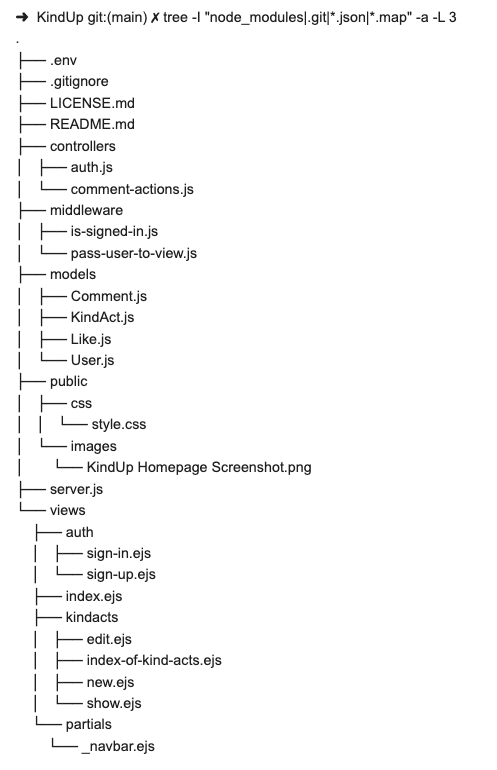 ➜ KindUp git:(main) ✗ tree -I "node_modules|.git|*.json|*.map" -a -L 3
.
├── .env
├── .gitignore
├── LICENSE.md
├── README.md
├── controllers
│   ├── auth.js
│   └── comment-actions.js
├── middleware
│   ├── is-signed-in.js
│   └── pass-user-to-view.js
├── models
│   ├── Comment.js
│   ├── KindAct.js
│   ├── Like.js
│   └── User.js
├── public
│   ├── css
│   │   └── style.css
│   └── images
│       └── KindUp Homepage Screenshot.png
├── server.js
└── views
    ├── auth
    │   ├── sign-in.ejs
    │   └── sign-up.ejs
    ├── index.ejs
    ├── kindacts
    │   ├── edit.ejs
    │   ├── index-of-kind-acts.ejs
    │   ├── new.ejs
    │   └── show.ejs
    └── partials
        └── _navbar.ejs